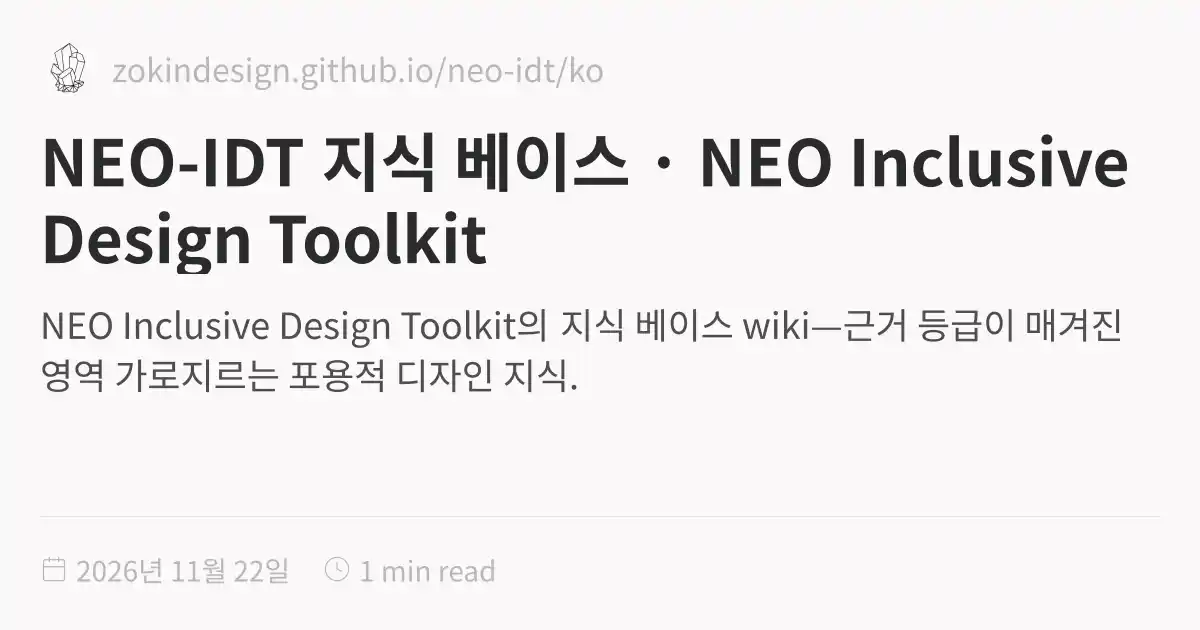 zokindesign.github.io/neo-idt/ko
NEO-IDT 지식 베이스 · NEO Inclusive
Design Toolkit
NEO Inclusive Design Toolkit의 지식 베이스 wiki—근거 등급이 매겨진
영역 가로지르는 포용적 디자인 지식.
2026년 11월 22일 1 min read